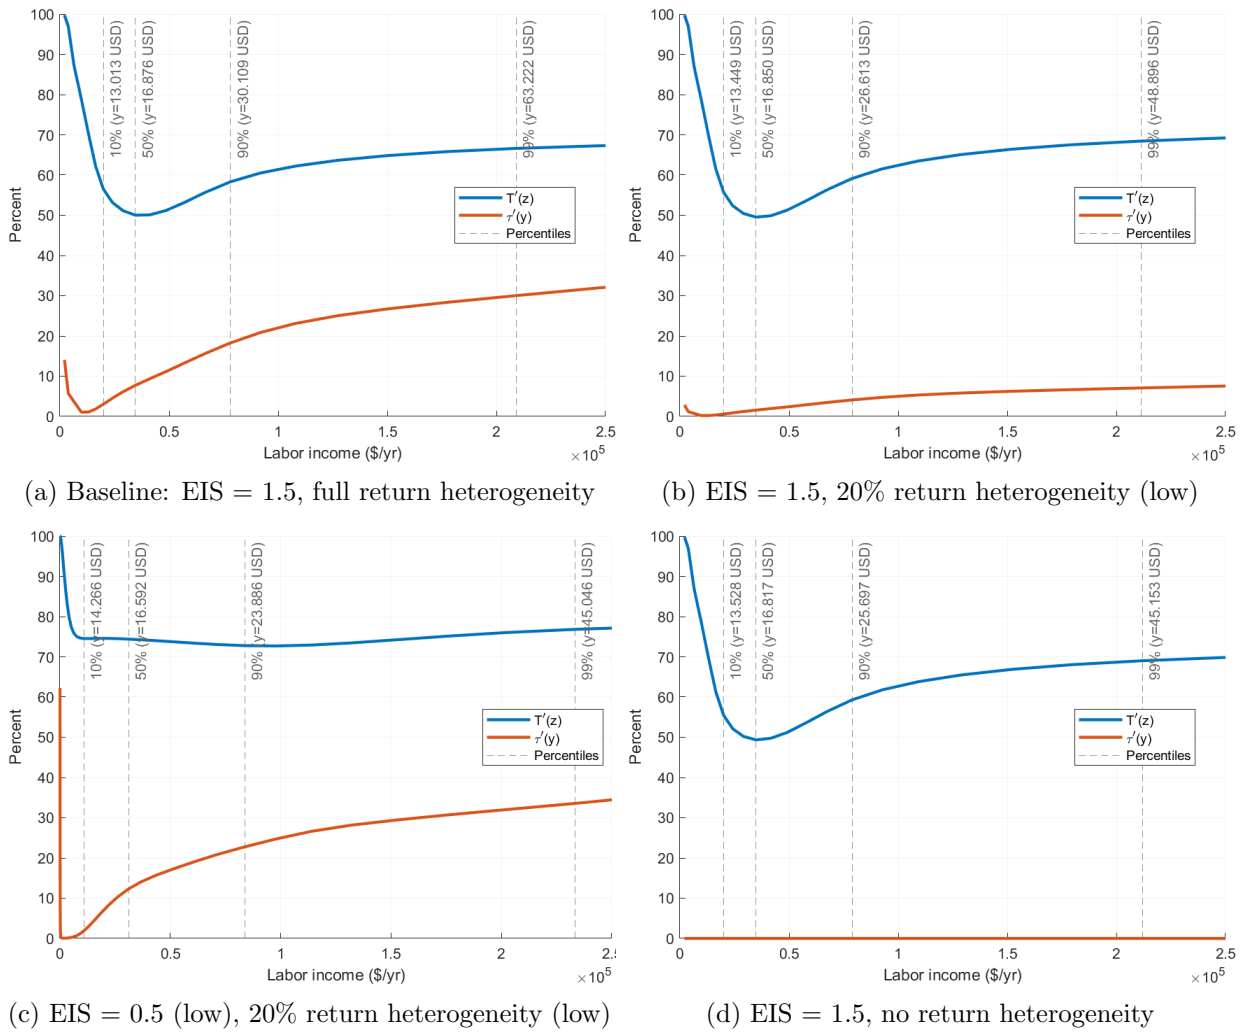 100
90
80
70
60
50
40
30
20
10
0
Percent
10% (y=13.013 USD)
50% (y=16.876 USD)
90% (y=30.109 USD)
99% (y=63.222 USD)
T′(z)
τ′(y)
Percentiles
0 0.5 1 1.5 2 2.5
Labor income ($/yr)
×10⁵
(a) Baseline: EIS = 1.5, full return heterogeneity
100
90
80
70
60
50
40
30
20
10
0
Percent
10% (y=13.449 USD)
50% (y=16.850 USD)
90% (y=26.613 USD)
99% (y=48.896 USD)
T′(z)
τ′(y)
Percentiles
0 0.5 1 1.5 2 2.5
Labor income ($/yr)
×10⁵
(b) EIS = 1.5, 20% return heterogeneity (low)
100
90
80
70
60
50
40
30
20
10
0
Percent
10% (y=14.266 USD)
50% (y=16.592 USD)
90% (y=23.886 USD)
99% (y=45.046 USD)
T′(z)
τ′(y)
Percentiles
0 0.5 1 1.5 2 2.5
Labor income ($/yr)
×10⁵
(c) EIS = 0.5 (low), 20% return heterogeneity (low)
100
90
80
70
60
50
40
30
20
10
0
Percent
10% (y=13.528 USD)
50% (y=16.817 USD)
90% (y=25.697 USD)
99% (y=45.153 USD)
T′(z)
τ′(y)
Percentiles
0 0.5 1 1.5 2 2.5
Labor income ($/yr)
×10⁵
(d) EIS = 1.5, no return heterogeneity